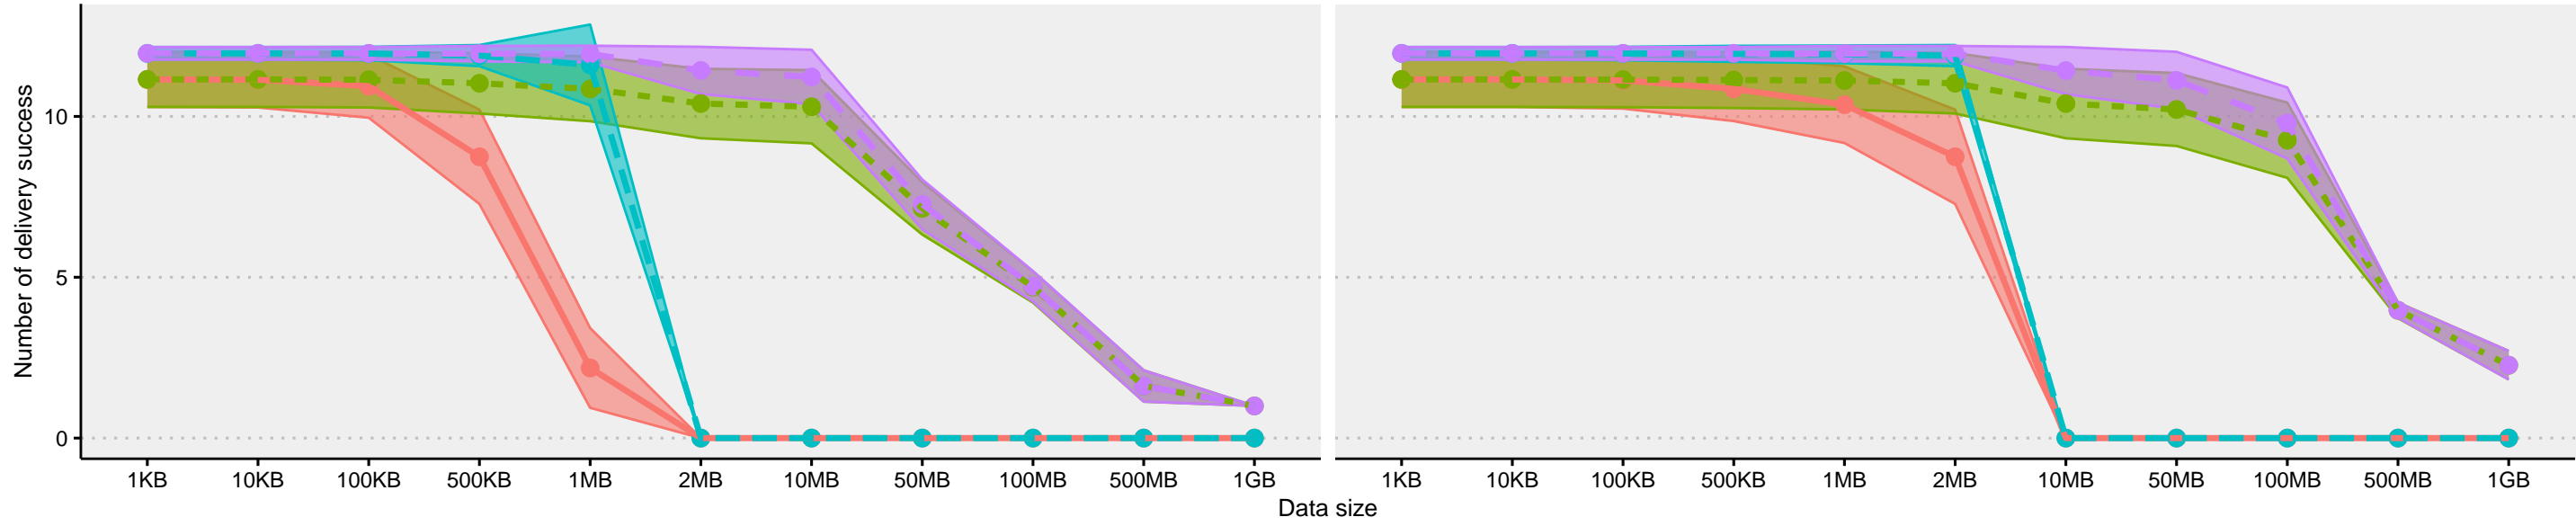 Number of delivery success
10
5
0
1KB 10KB 100KB 500KB 1MB 2MB 10MB 50MB 100MB 500MB 1GB
1KB 10KB 100KB 500KB 1MB 2MB 10MB 50MB 100MB 500MB 1GB
Data size